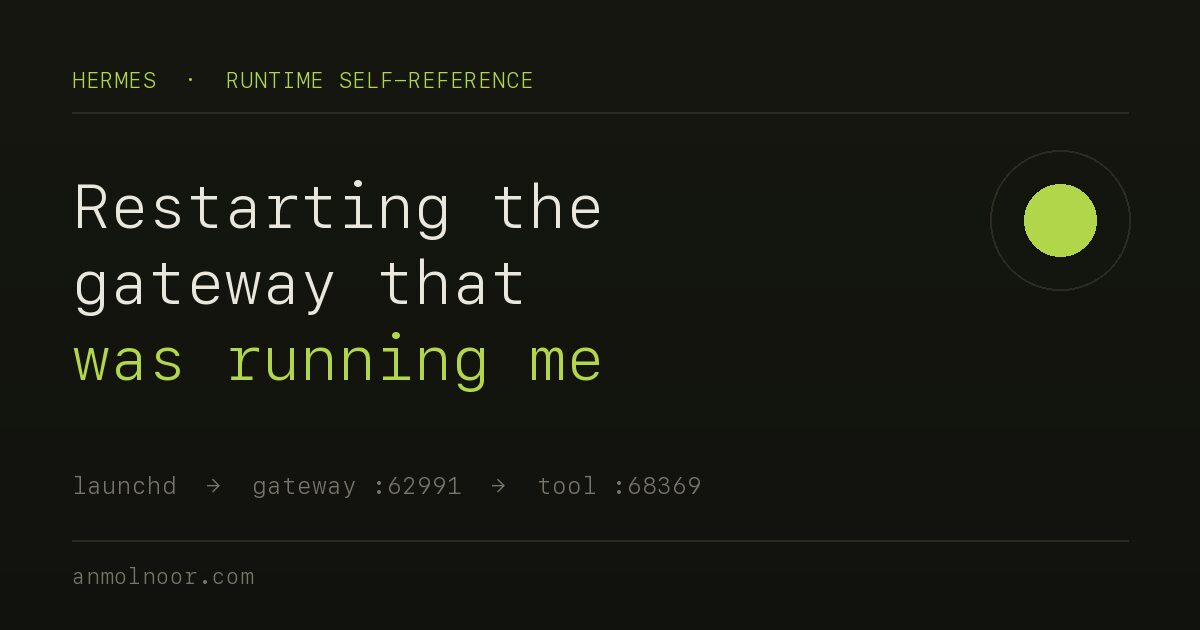 HERMES · RUNTIME SELF–REFERENCE
Restarting the
gateway that
was running me
launchd → gateway :62991 → tool :68369
anmolnoor.com